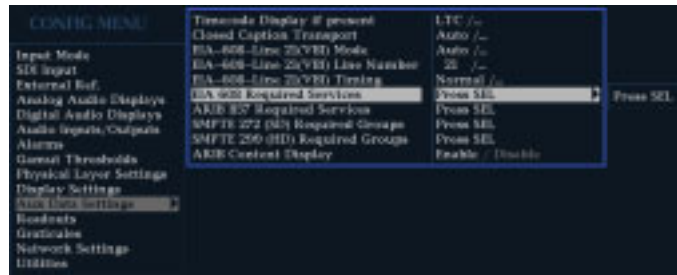 CONFIG MENU
Input Mode
SDI Input
External Ref.
Analog Audio Displays
Digital Audio Displays
Audio Inputs/Outputs
Alarms
Gamut Thresholds
Physical Layer Settings
Display Settings
Aux Data Settings
Readouts
Graticules
Network Settings
Utilities
Timecode Display if present LTC /..
Closed Caption Transport Auto /..
EIA-608-Line 21(VBI) Mode Auto /..
EIA-608-Line 21(VBI) Line Number 21 /..
EIA-608-Line 21(VBI) Timing Normal /..
EIA 608 Required Services Press SEL
ARIB B37 Required Services Press SEL
SMPTE 272 (SD) Required Groups Press SEL
SMPTE 299 (HD) Required Groups Press SEL
ARIB Content Display Enable / Disable
Press SEL